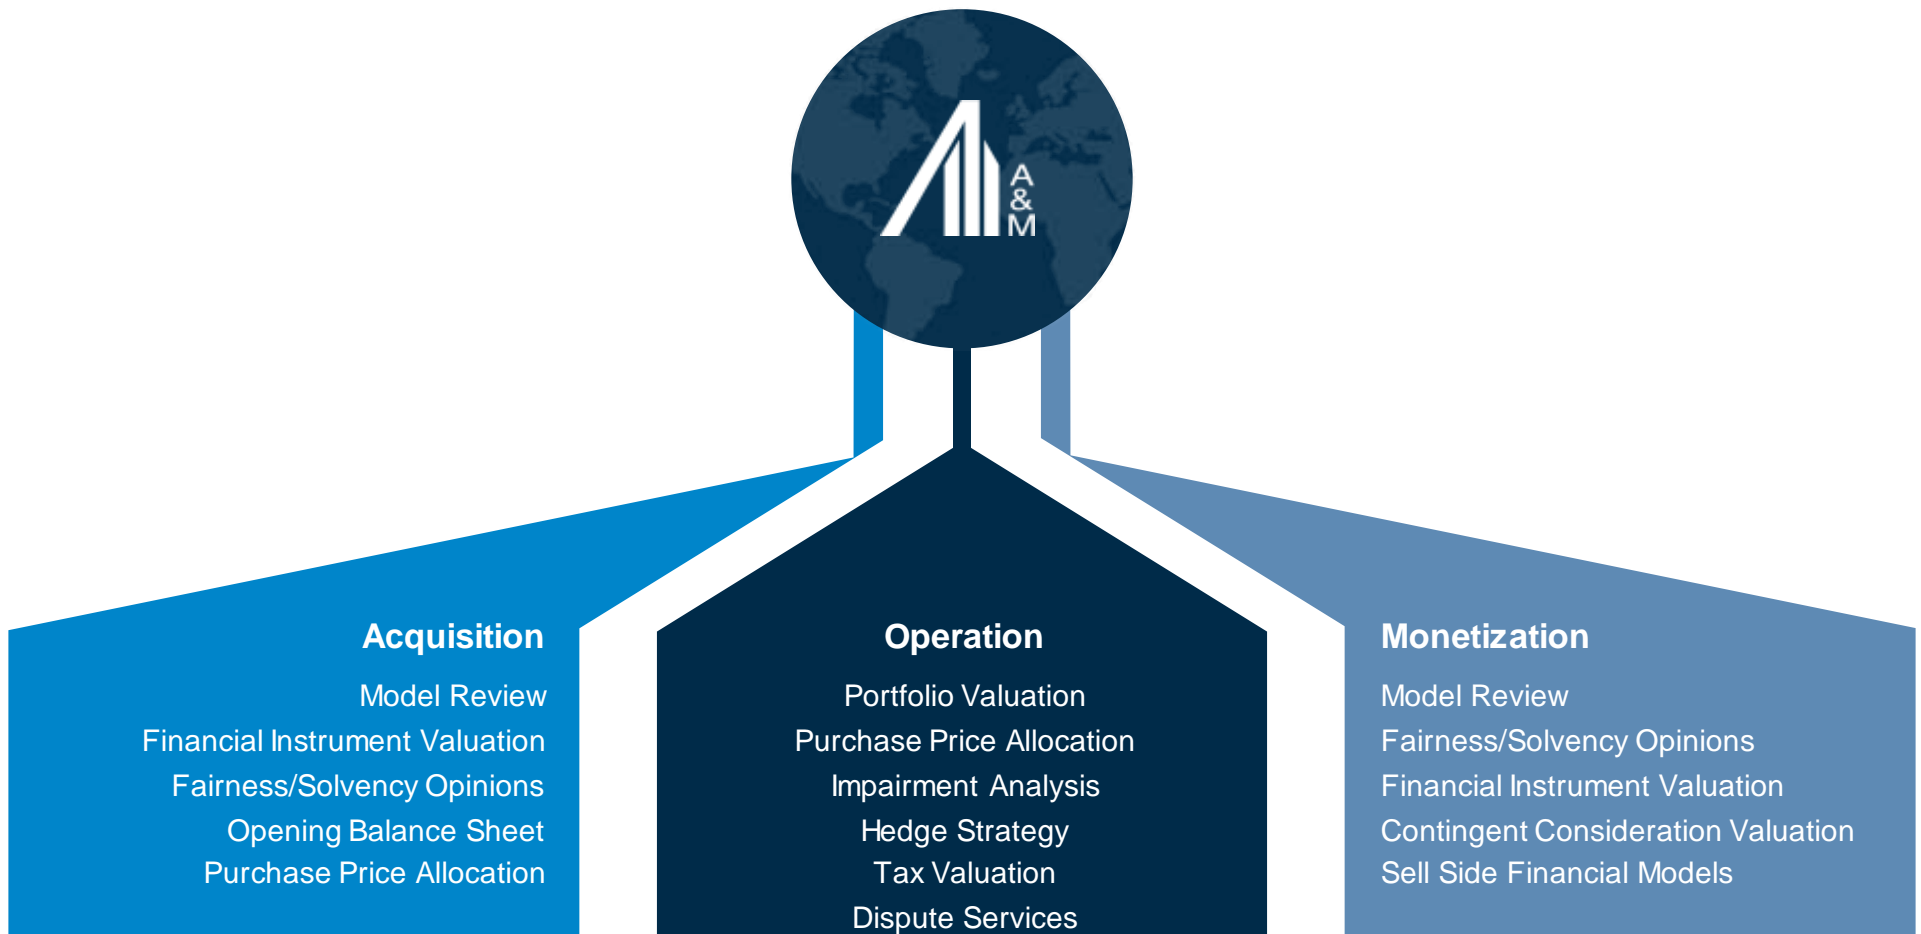 A
&
M
Acquisition
Model Review
Financial Instrument Valuation
Fairness/Solvency Opinions
Opening Balance Sheet
Purchase Price Allocation
Operation
Portfolio Valuation
Purchase Price Allocation
Impairment Analysis
Hedge Strategy
Tax Valuation
Dispute Services
Monetization
Model Review
Fairness/Solvency Opinions
Financial Instrument Valuation
Contingent Consideration Valuation
Sell Side Financial Models